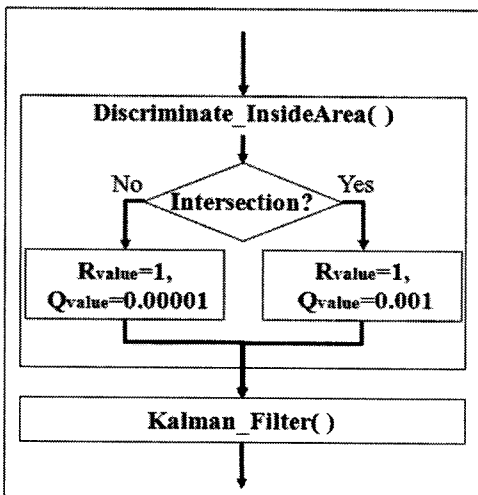 Discriminate_InsideArea( )
No
Yes
Intersection?
Rvalue=1,
Qvalue=0.00001
Rvalue=1,
Qvalue=0.001
Kalman_Filter( )